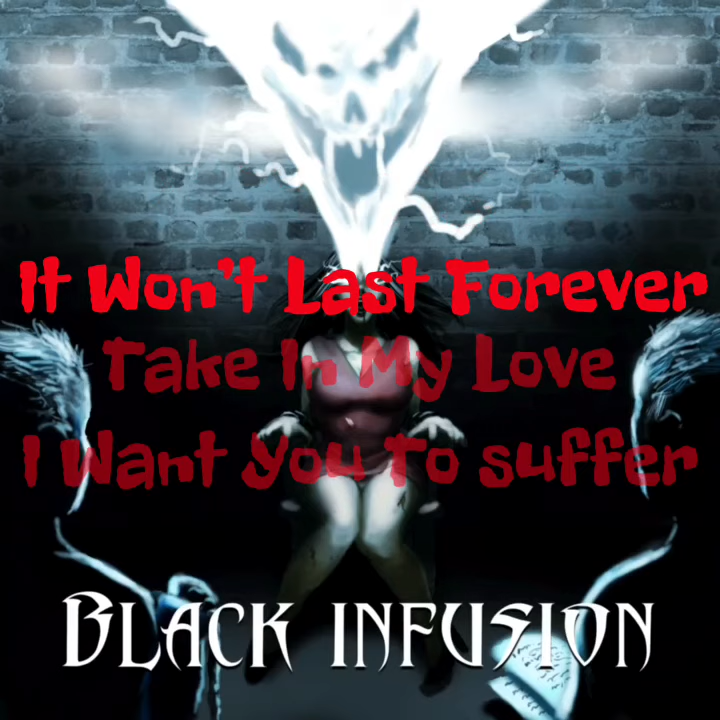 It Won't Last Forever
Take In My Love
I Want You To suffer
BLACK INFUSION